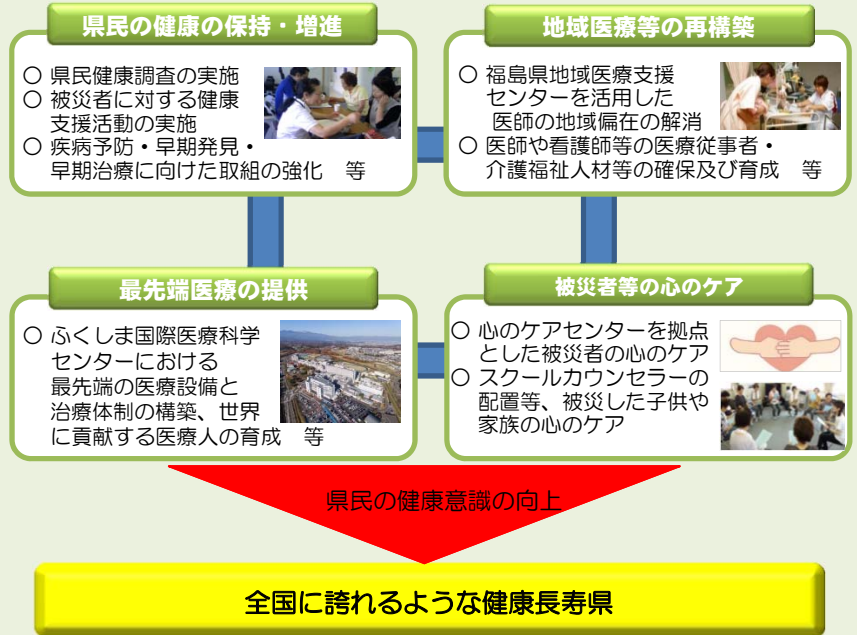 県民の健康の保持・増進
○ 県民健康調査の実施
○ 被災者に対する健康
支援活動の実施
○ 疾病予防・早期発見・
早期治療に向けた取組の強化　等
地域医療等の再構築
○ 福島県地域医療支援
センターを活用した
医師の地域偏在の解消
○ 医師や看護師等の医療従事者・
介護福祉人材等の確保及び育成　等
最先端医療の提供
○ ふくしま国際医療科学
センターにおける
最先端の医療設備と
治療体制の構築、世界
に貢献する医療人の育成　等
被災者等の心のケア
○ 心のケアセンターを拠点
とした被災者の心のケア
○ スクールカウンセラーの
配置等、被災した子供や
家族の心のケア
県民の健康意識の向上
全国に誇れるような健康長寿県